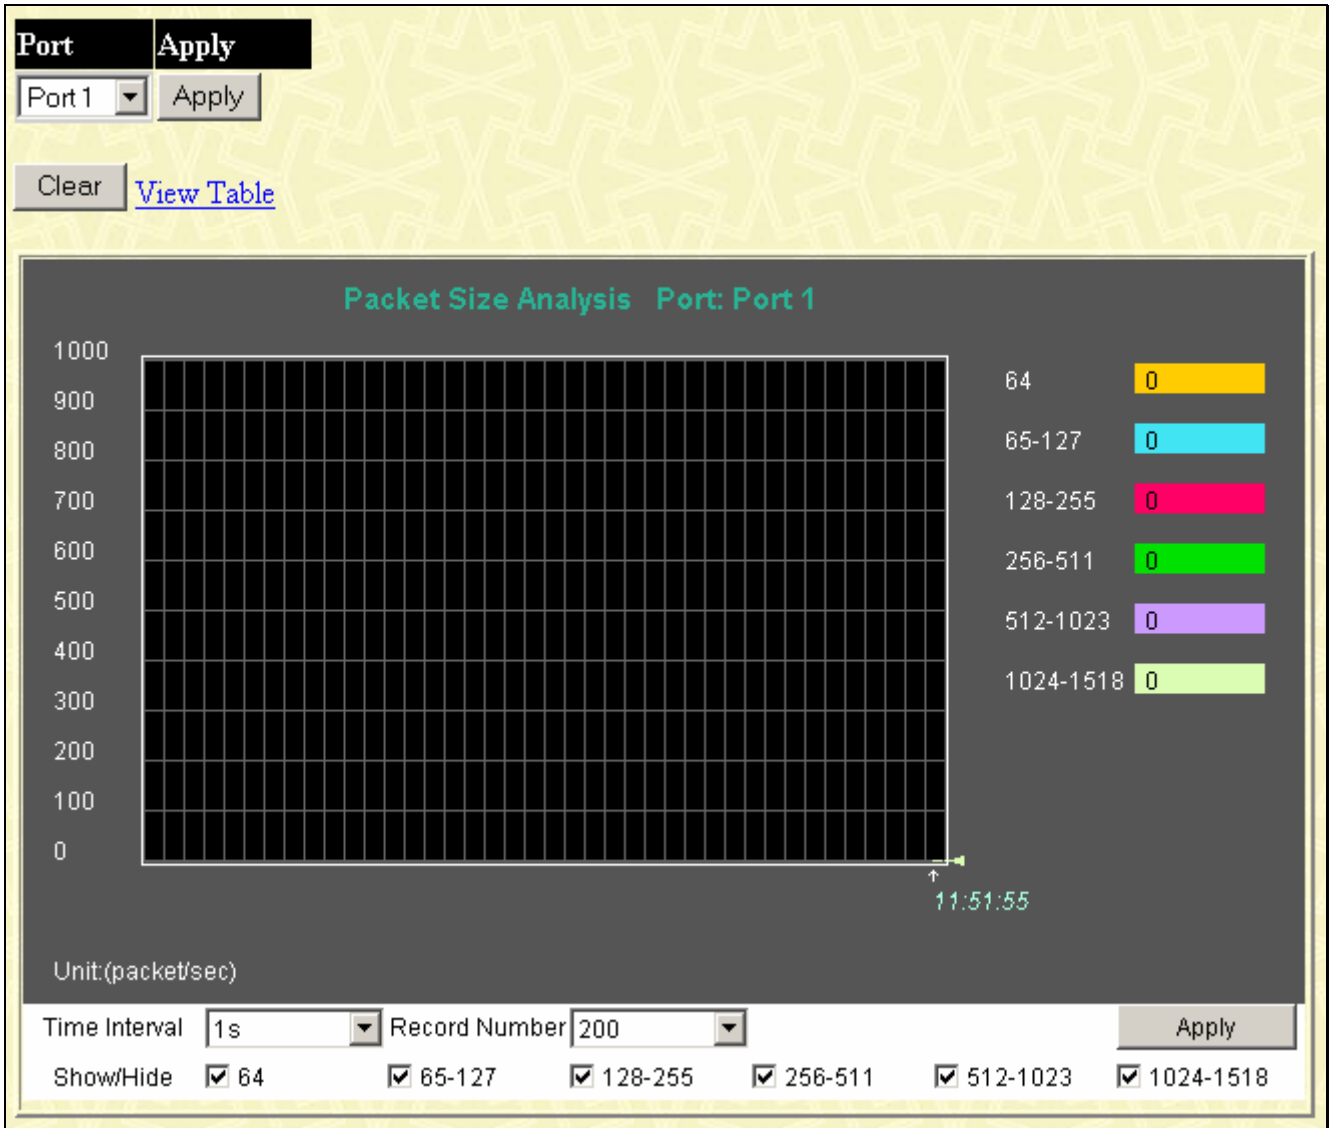 Port Apply
Port 1 Apply
Clear View Table
Packet Size Analysis Port: Port 1
1000
900
800
700
600
500
400
300
200
100
0
64 0
65-127 0
128-255 0
256-511 0
512-1023 0
1024-1518 0
11:51:55
Unit:(packet/sec)
Time Interval 1s Record Number 200 Apply
Show/Hide 64 65-127 128-255 256-511 512-1023 1024-1518